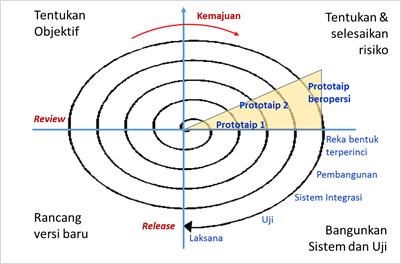 Tentukan
Objektif
Kemajuan
Tentukan &
selesaikan
risiko
Prototaip
beropersi
Prototaip 2
Prototaip 1
Review
Reka bentuk
terperinci
Pembangunan
Sistem Integrasi
Uji
Laksana
Release
Rancang
versi baru
Bangunkan
Sistem dan Uji